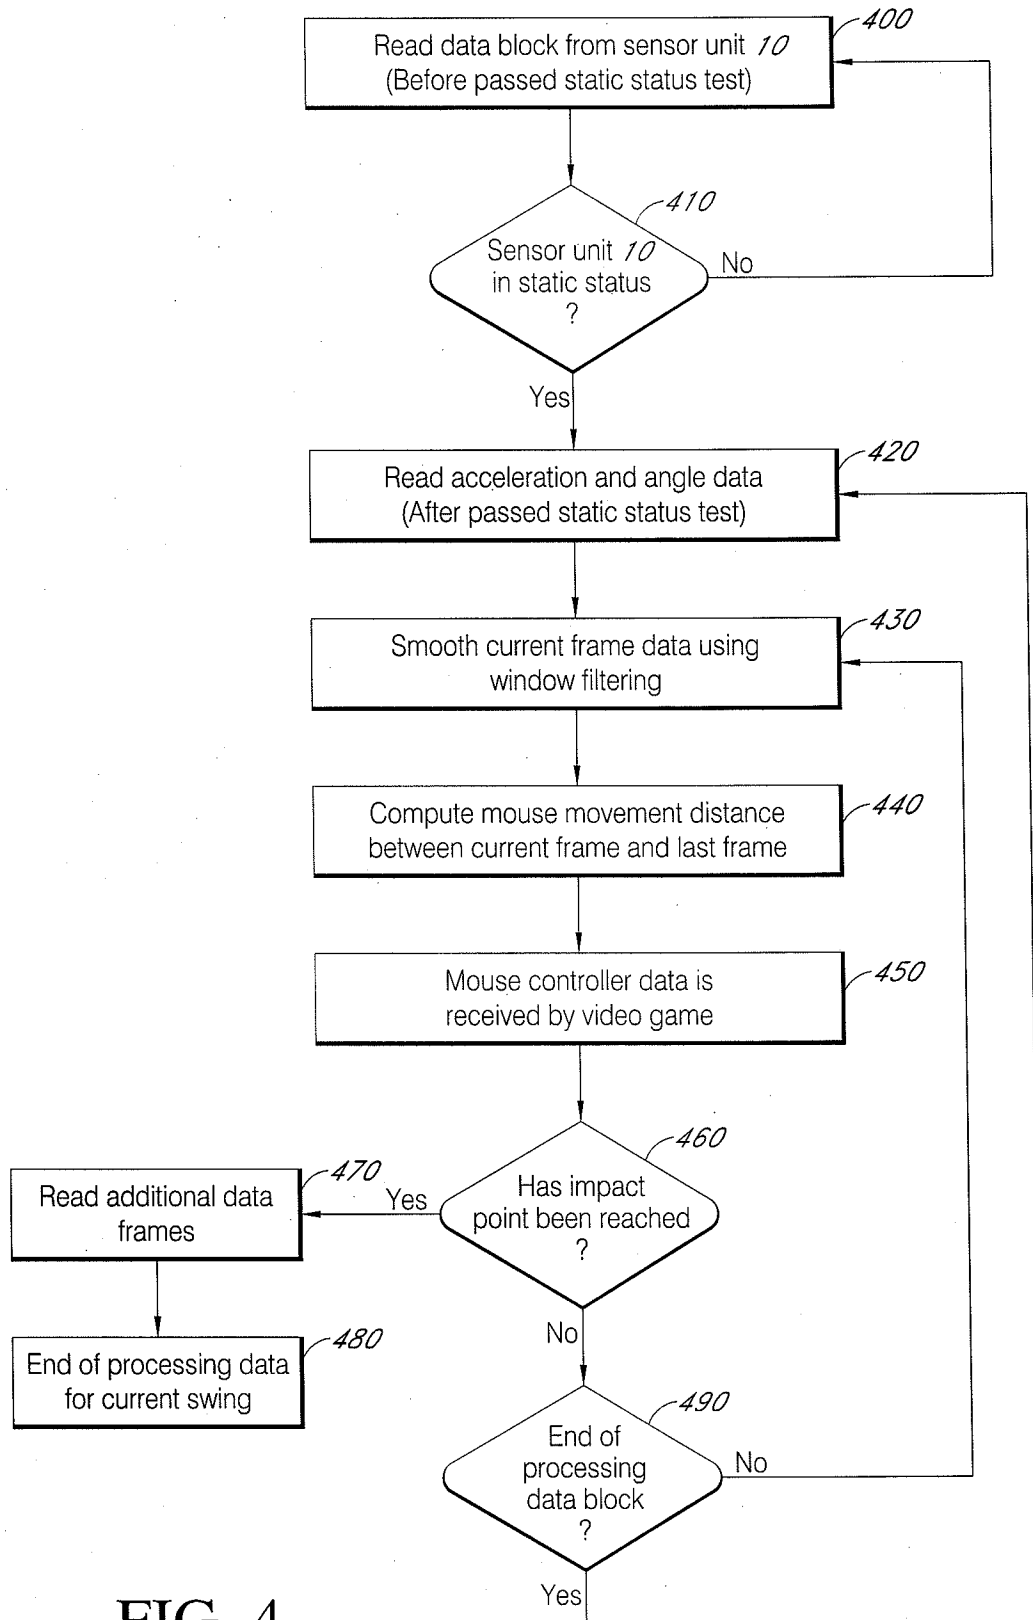 400
Read data block from sensor unit 10
(Before passed static status test)
410
Sensor unit 10
in static status
?
No
Yes
420
Read acceleration and angle data
(After passed static status test)
430
Smooth current frame data using
window filtering
440
Compute mouse movement distance
between current frame and last frame
450
Mouse controller data is
received by video game
460
Has impact
point been reached
?
Yes
470
Read additional data
frames
480
End of processing data
for current swing
No
490
End of
processing
data block
?
No
Yes
FIG. 4